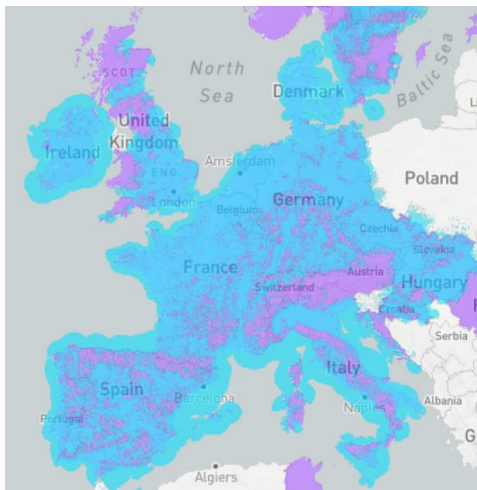 SCOT
North
Sea
Baltic Sea
Denmark
United
Kingdom
Ireland
Amsterdam
ENG
London
Poland
Belgium
Germany
Czechia
Slovakia
France
Austria
Switzerland
Hungary
Croatia
Serbia
Spain
Barcelona
Italy
Portugal
Naples
Albania
Algiers